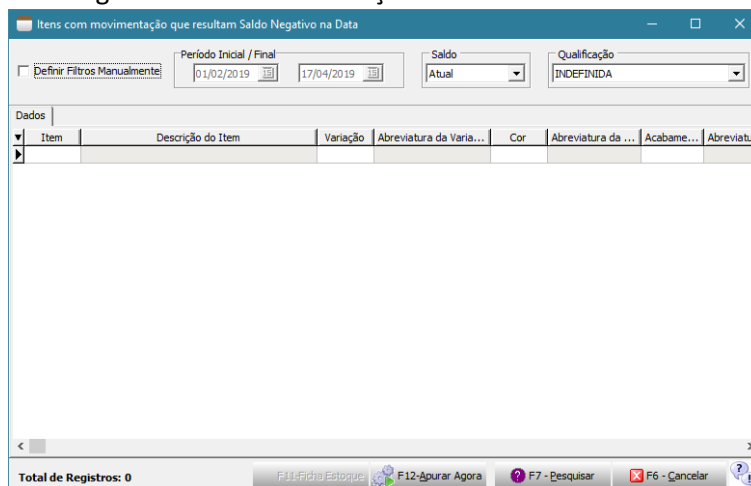 Itens com movimentação que resultam Saldo Negativo na Data
Período Inicial / Final
Saldo
Qualificação
Definir Filtros Manualmente
01/02/2019
17/04/2019
Atual
INDEFINIDA
Dados
Item Descrição do Item Variação Abreviatura da Varia... Cor Abreviatura da ... Acabame... Abreviatu
Total de Registros: 0 F11-Ficha Estoque F12-Apurar Agora F7 - Pesquisar F6 - Cancelar